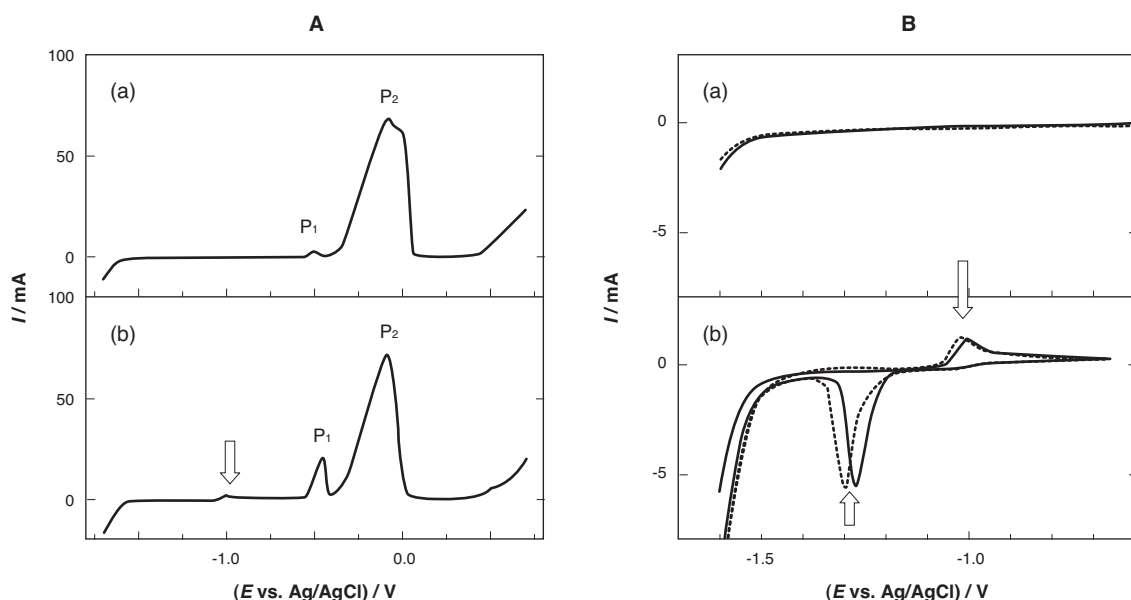 A
100
(a)
P₂
50
P₁
0
I / mA
100
(b)
P₂
50
P₁
0
-1.0
0.0
(E vs. Ag/AgCl) / V
B
(a)
0
-5
I / mA
(b)
0
-5
-1.5
-1.0
(E vs. Ag/AgCl) / V